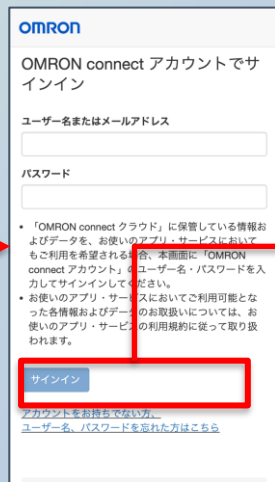 OMRON
OMRON connect アカウントでサ
インイン
ユーザー名またはメールアドレス
パスワード
• 「OMRON connect クラウド」に保管している情報お
よびデータを、お使いのアプリ・サービスにおいて
もご利用を希望される場合、本画面に「OMRON
connect アカウント」のユーザー名・パスワードを入
力してサインインしてください。
• お使いのアプリ・サービスにおいてご利用可能とな
った各情報およびデータのお取扱いについては、お
使いのアプリ・サービスの利用規約に従って取り扱
われます。
サインイン
アカウントをお持ちでない方、
ユーザー名、パスワードを忘れた方はこちら